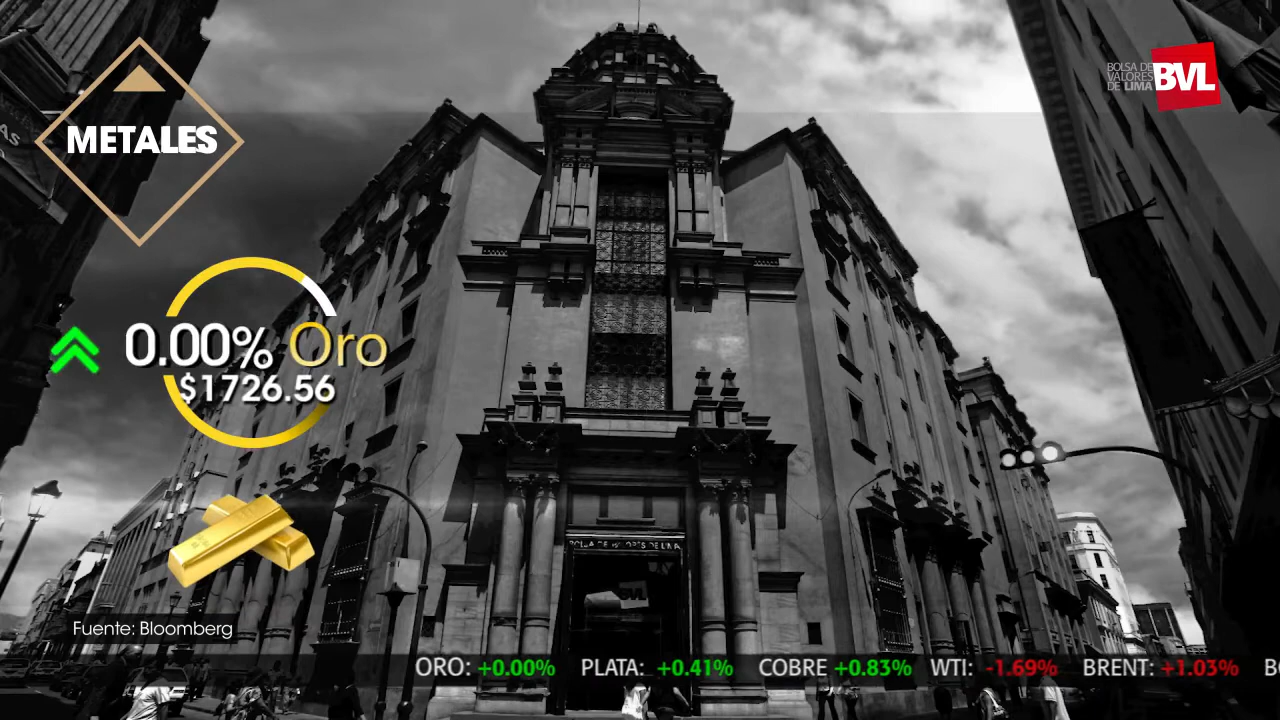 METALES
BOLSA DE
VALORES
DE LIMA
BVL
0.00% Oro
$1726.56
BOLSA DE VALORES DE LIMA
BVL
Fuente: Bloomberg
ORO: +0.00% PLATA: +0.41% COBRE +0.83% WTI: -1.69% BRENT: +1.03%